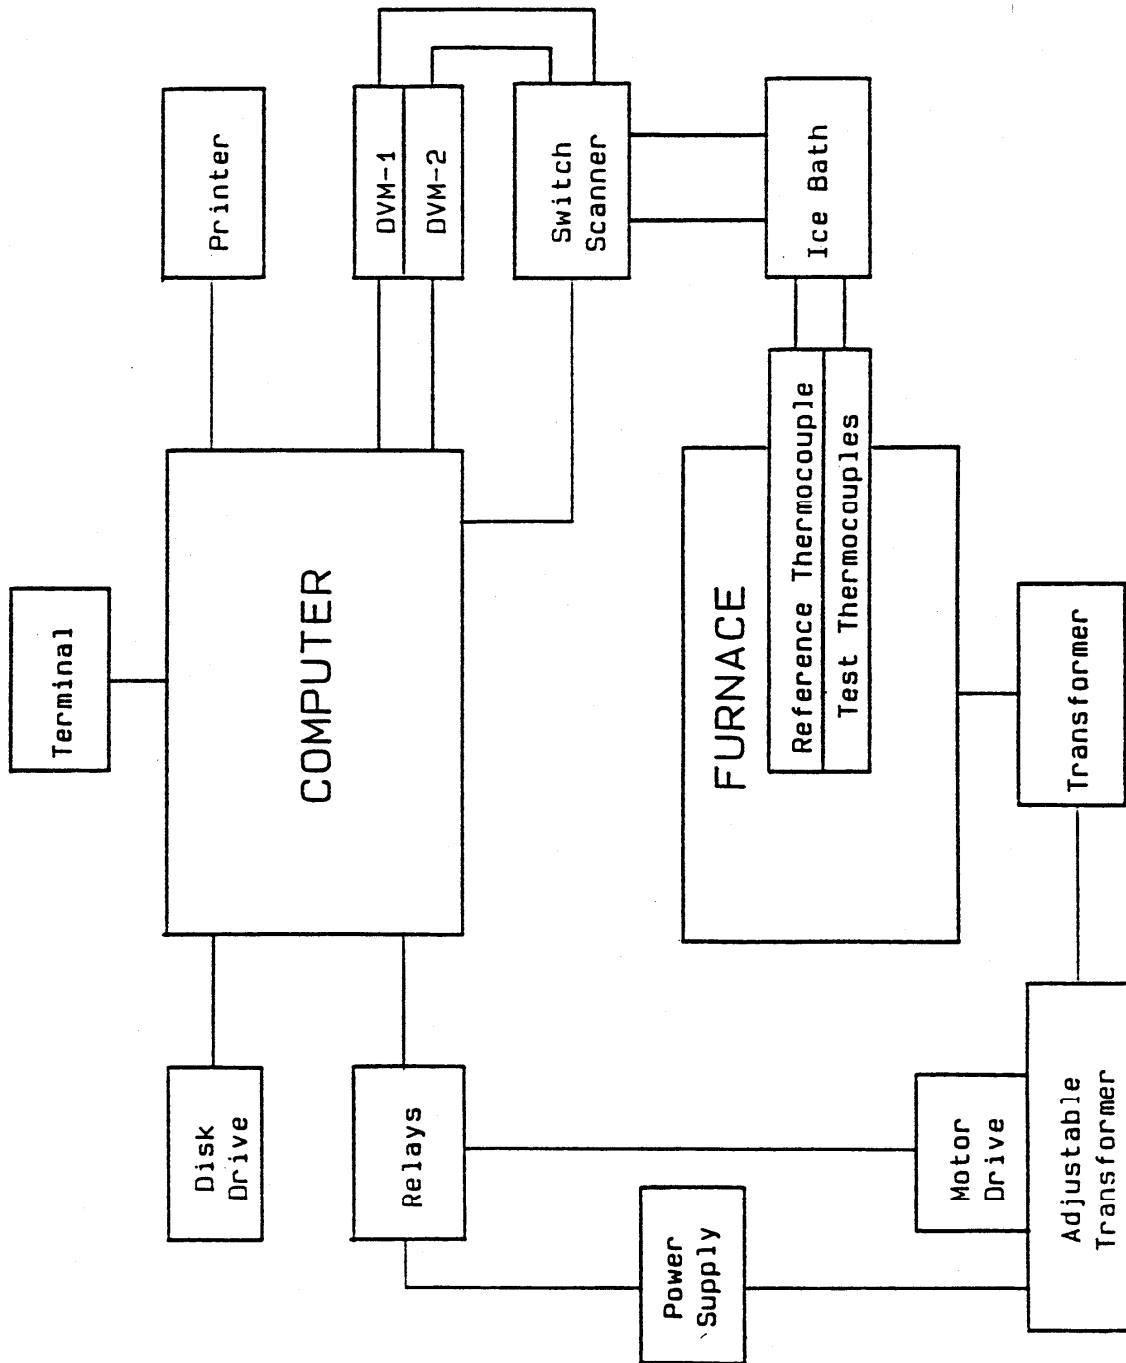 Terminal
Disk
Drive
COMPUTER
Printer
Relays
DVM-1
DVM-2
Power
Supply
Switch
Scanner
FURNACE
Reference Thermocouple
Test Thermocouples
Ice Bath
Motor
Drive
Adjustable
Transformer
Transformer